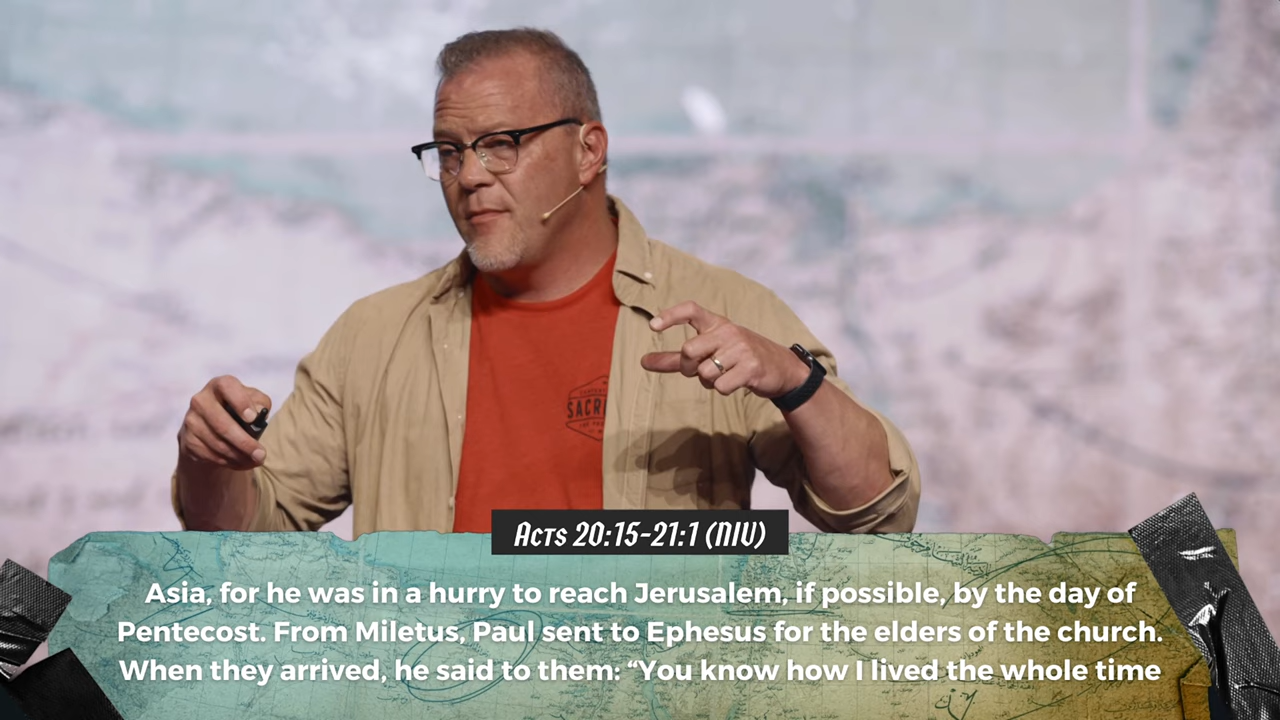 SACR
Acts 20:15-21:1 (NIV)
Asia, for he was in a hurry to reach Jerusalem, if possible, by the day of
Pentecost. From Miletus, Paul sent to Ephesus for the elders of the church.
When they arrived, he said to them: “You know how I lived the whole time